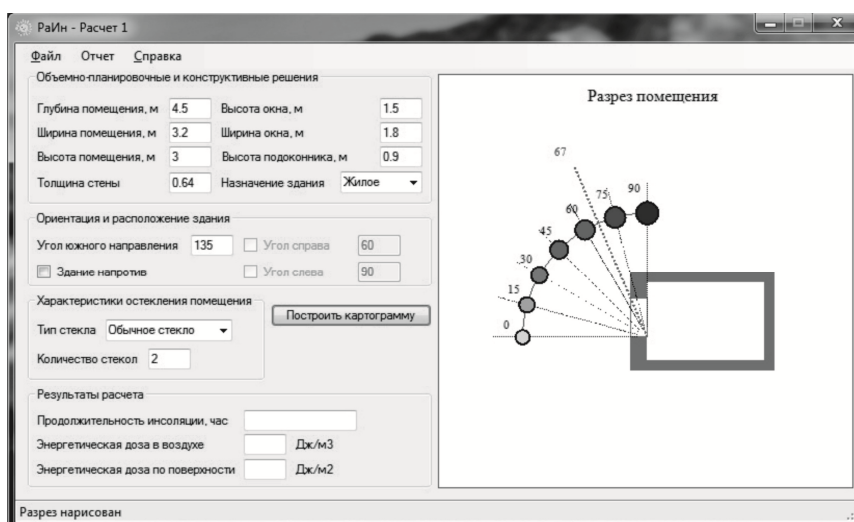 РаИн - Расчет 1
Файл Отчет Справка
Объемно-планировочные и конструктивные решения
Глубина помещения, м 4.5 Высота окна, м 1.5
Ширина помещения, м 3.2 Ширина окна, м 1.8
Высота помещения, м 3 Высота подоконника, м 0.9
Толщина стены 0.64 Назначение здания Жилое
Ориентация и расположение здания
Угол южного направления 135 Угол справа 60
Здание напротив Угол слева 90
Характеристики остекления помещения
Тип стекла Обычное стекло
Количество стекол 2
Построить картограмму
Результаты расчета
Продолжительность инсоляции, час
Энергетическая доза в воздухе Дж/м3
Энергетическая доза по поверхности Дж/м2
Разрез помещения
67
90
75
60
45
30
15
0
Разрез нарисован